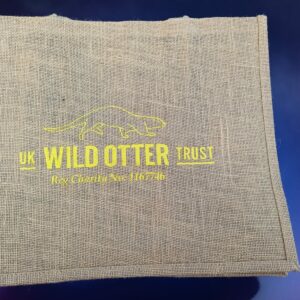 UK WILD OTTER TRUST
Reg Charity No: 1167746